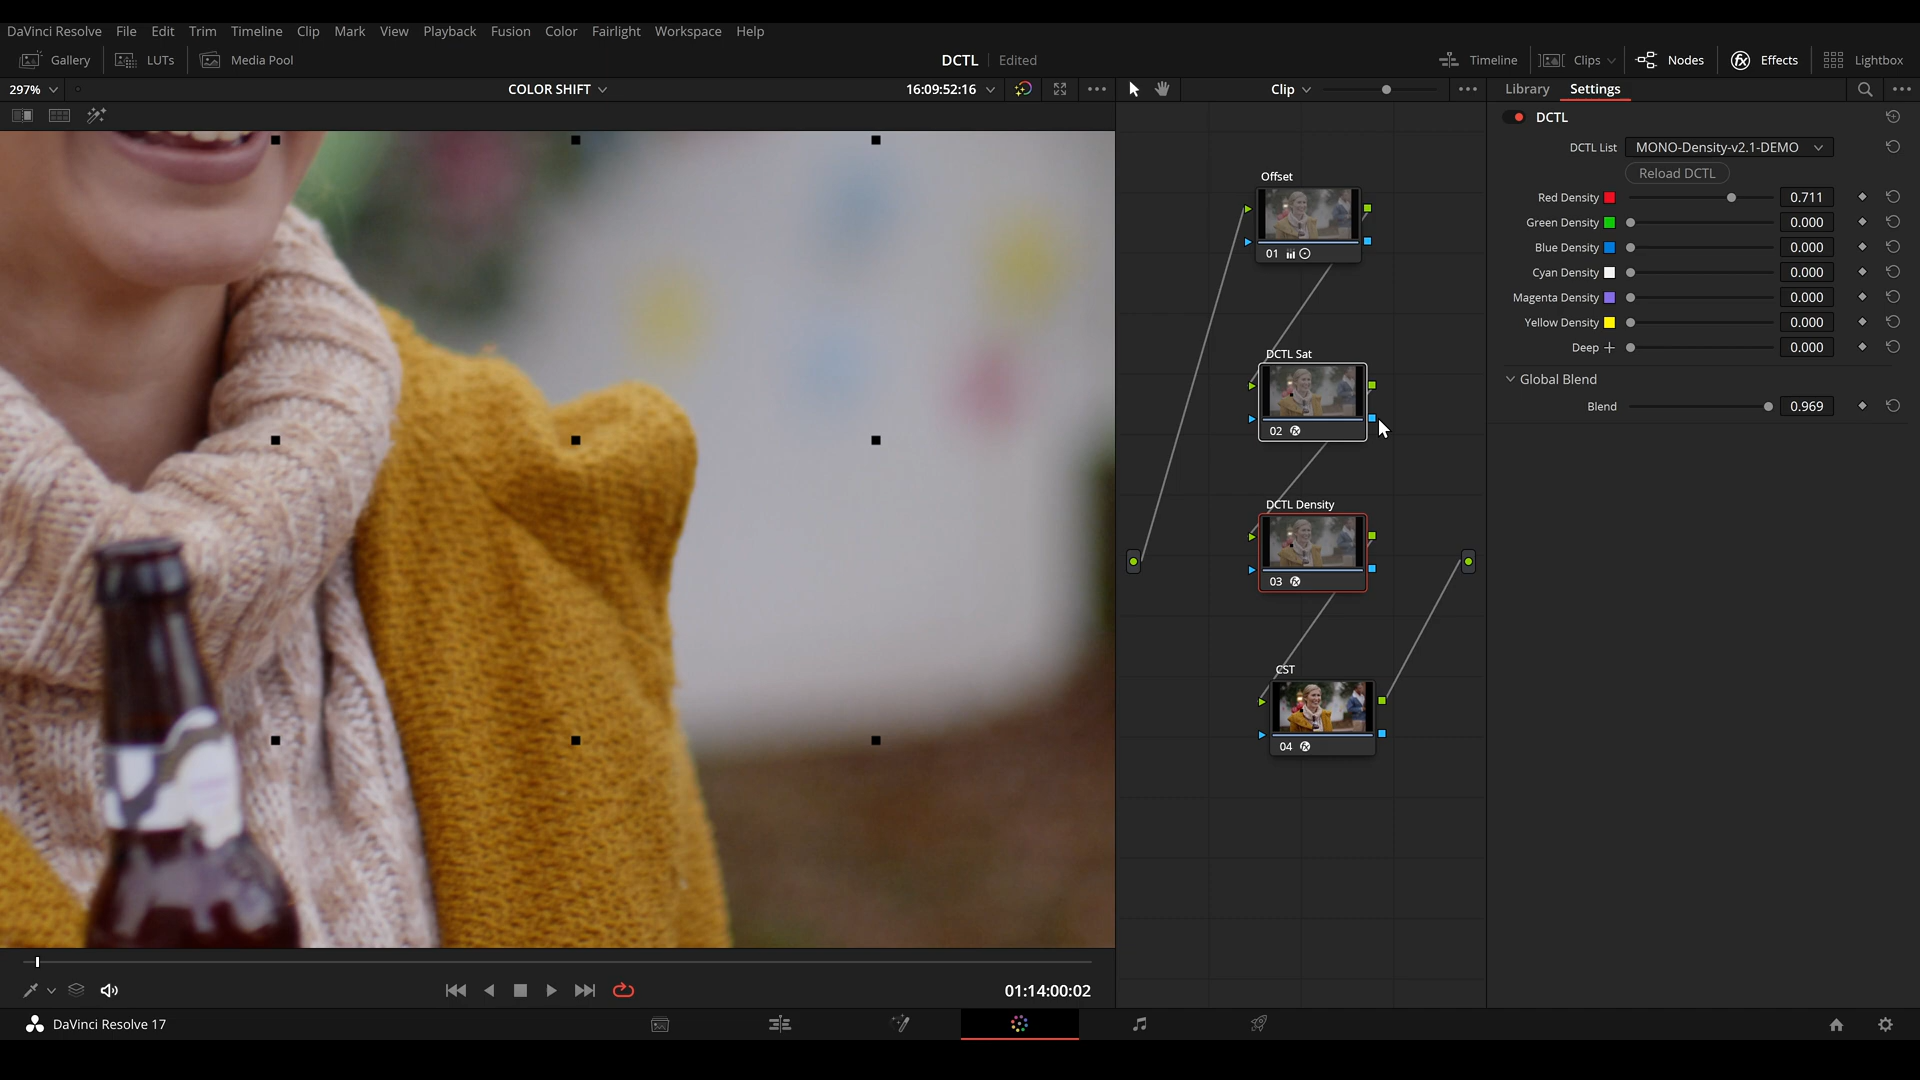 DaVinci Resolve File Edit Trim Timeline Clip Mark View Playback Fusion Color Fairlight Workspace Help
Gallery LUTs Media Pool DCTL Edited Timeline Clips Nodes Effects Lightbox
297% COLOR SHIFT 16:09:52:16 Clip Library Settings
DCTL
DCTL List MONO-Density-v2.1-DEMO
Reload DCTL
Red Density 0.711
Green Density 0.000
Blue Density 0.000
Cyan Density 0.000
Magenta Density 0.000
Yellow Density 0.000
Deep 0.000
Global Blend
Blend 0.969
Offset
01
DCTL Sat
02
DCTL Density
03
CST
04
01:14:00:02
DaVinci Resolve 17